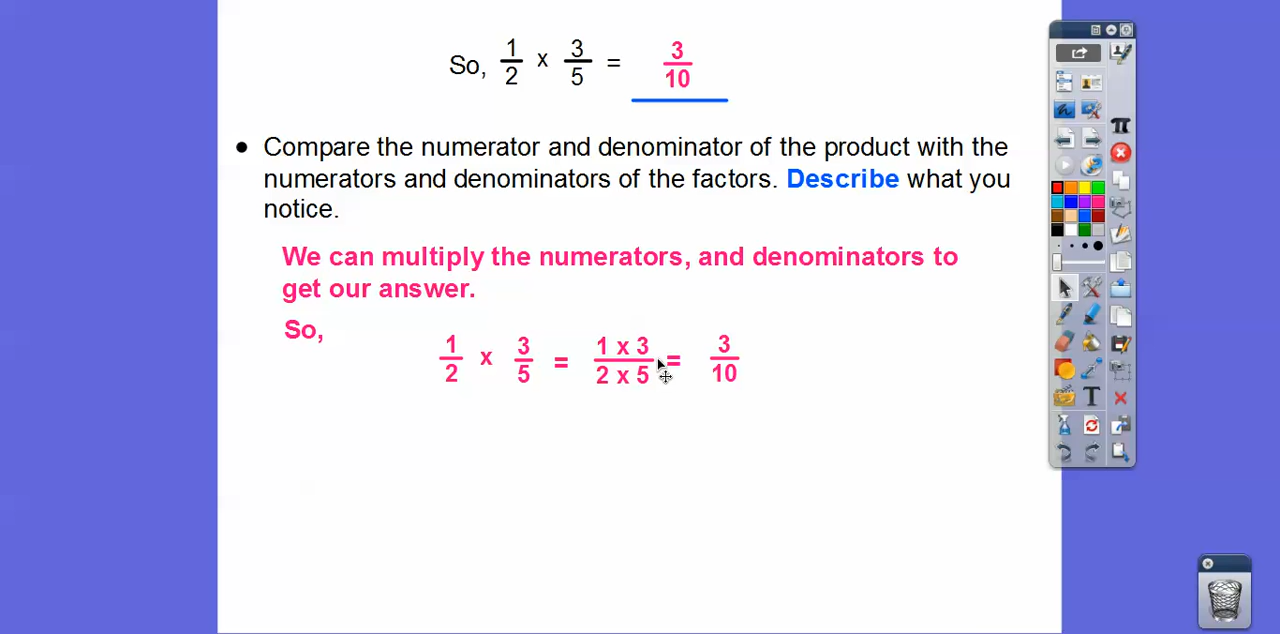 So, 1/2 x 3/5 = 3/10
• Compare the numerator and denominator of the product with the
numerators and denominators of the factors. Describe what you
notice.
We can multiply the numerators, and denominators to
get our answer.
So,
1/2 x 3/5 = 1 x 3/2 x 5 = 3/10